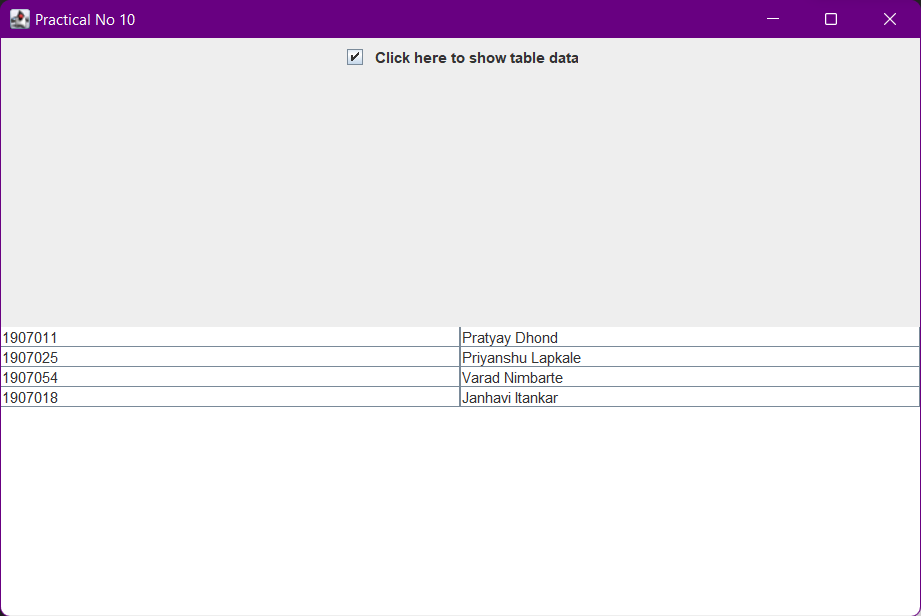 Practical No 10
Click here to show table data
1907011 Pratyay Dhond
1907025 Priyanshu Lapkale
1907054 Varad Nimbarte
1907018 Janhavi Itankar